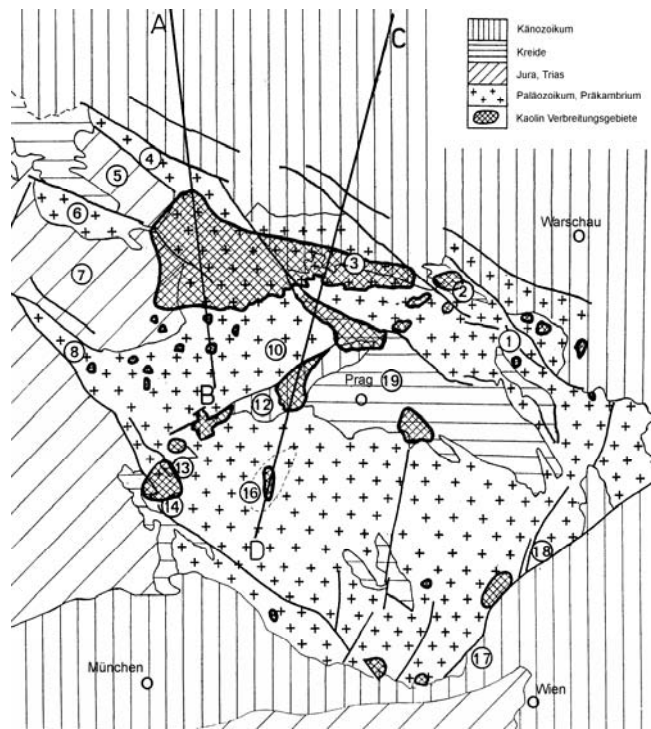 A
C
Känozoikum
Kreide
Jura, Trias
Paläozoikum, Präkambrium
Kaolin Verbreitungsgebiete
4
5
6
Warschau
3
7
2
1
8
10
Prag
19
B
12
13
16
14
D
18
17
München
Wien